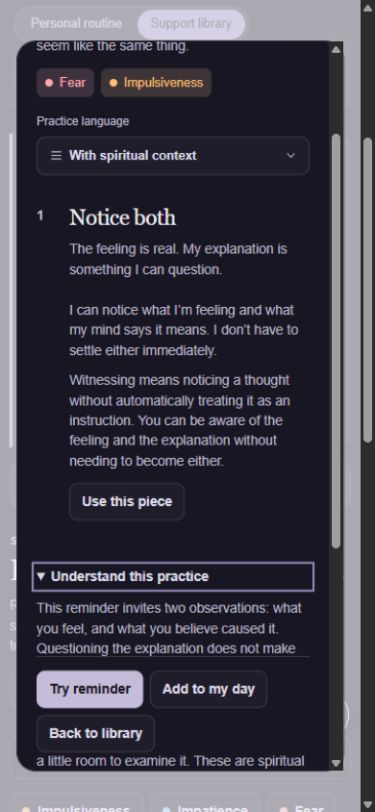 Personal routine
Support library
seem like the same thing.
Fear
Impulsiveness
Practice language
With spiritual context
1
Notice both
The feeling is real. My explanation is
something I can question.
I can notice what I'm feeling and what
my mind says it means. I don't have to
settle either immediately.
Witnessing means noticing a thought
without automatically treating it as an
instruction. You can be aware of the
feeling and the explanation without
needing to become either.
Use this piece
Understand this practice
This reminder invites two observations: what
you feel, and what you believe caused it.
Questioning the explanation does not make
Try reminder
Add to my day
Back to library
a little room to examine it. These are spiritual
Impulsiveness
Impatience
Fear